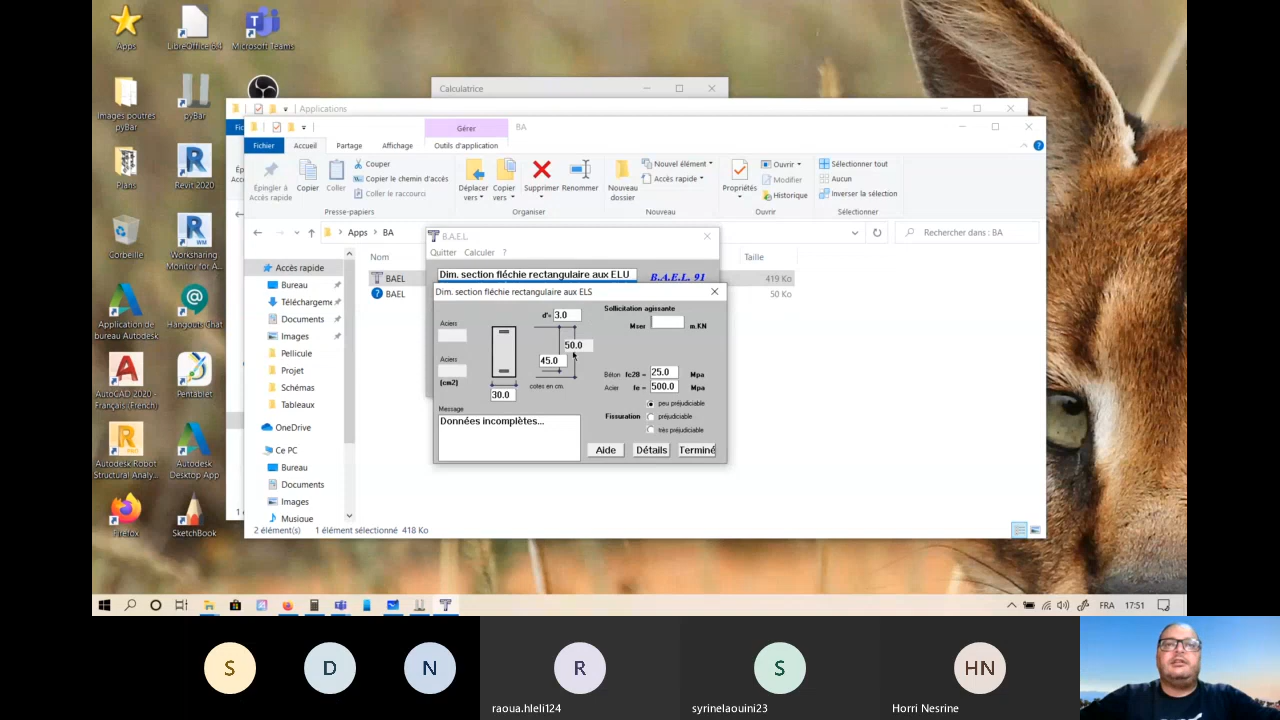 Apps
LibreOffice 6.4
Microsoft Teams
Images poutres
pyBar
pyBar
Plans
Revit 2020
Corbeille
Worksharing
Monitor for A...
Application de
bureau Autodesk
Hangouts Chat
AutoCAD 2020 -
Français (French)
Pentablet
Autodesk Robot
Structural Analy...
Autodesk
Desktop App
Firefox
SketchBook
Calculatrice
Applications
Gérer
BA
Fichier
Accueil
Partage
Affichage
Outils d'application
Épingler à
Accès rapide
Copier
Coller
Couper
Copier le chemin d'accès
Coller le raccourci
Presse-papiers
Déplacer
vers
Copier
vers
Supprimer
Renommer
Organiser
Nouveau
dossier
Nouvel élément
Accès rapide
Nouveau
Propriétés
Ouvrir
Modifier
Historique
Ouvrir
Sélectionner tout
Aucun
Inverser la sélection
Sélectionner
Apps
BA
Rechercher dans : BA
Accès rapide
Bureau
Téléchargeme
Documents
Images
Pellicule
Projet
Schémas
Tableaux
OneDrive
Ce PC
Bureau
Documents
Images
Musique
Nom
Taille
BAEL
419 Ko
BAEL
50 Ko
2 élément(s)
1 élément sélectionné 418 Ko
B.A.E.L.
Quitter
Calculer
?
Dim. section fléchie rectangulaire aux ELU
B.A.E.L. 91
Dim. section fléchie rectangulaire aux ELS
d'=
3.0
Sollicitation agissante
Aciers
Mser
m.KN
50.0
Aciers
45.0
(cm2)
30.0
cotes en cm.
Béton fc28 =
25.0
Mpa
Acier fe =
500.0
Mpa
peu préjudiciable
Fissuration
préjudiciable
très préjudiciable
Message
Données incomplètes...
Aide
Détails
Terminé
FRA
17:51
S
D
N
R
S
HN
raoua.hleli124
syrinelaouini23
Horri Nesrine